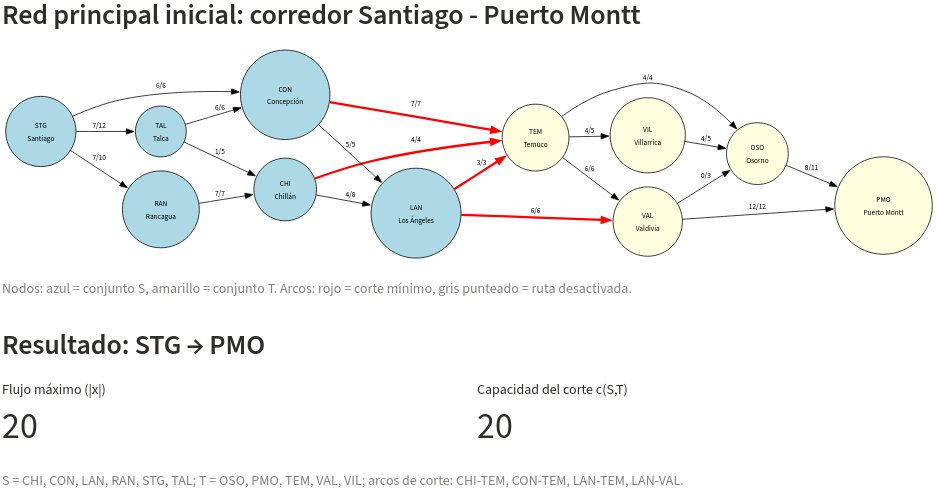 Red principal inicial: corredor Santiago - Puerto Montt
4/4
6/6
CON
Concepción
7/7
STG
Santiago
7/12
TAL
Talca
6/6
TEM
Temuco
4/5
VIL
Villarrica
4/5
OSO
Osorno
5/5
4/4
1/5
3/3
7/10
8/11
6/6
0/3
CHI
Chillán
7/7
4/8
RAN
Rancagua
LAN
Los Ángeles
6/6
VAL
Valdivia
12/12
PMO
Puerto Montt
Nodos: azul = conjunto S, amarillo = conjunto T. Arcos: rojo = corte mínimo, gris punteado = ruta desactivada.
Resultado: STG → PMO
Flujo máximo (|x|)
20
Capacidad del corte c(S,T)
20
S = CHI, CON, LAN, RAN, STG, TAL; T = OSO, PMO, TEM, VAL, VIL; arcos de corte: CHI-TEM, CON-TEM, LAN-TEM, LAN-VAL.